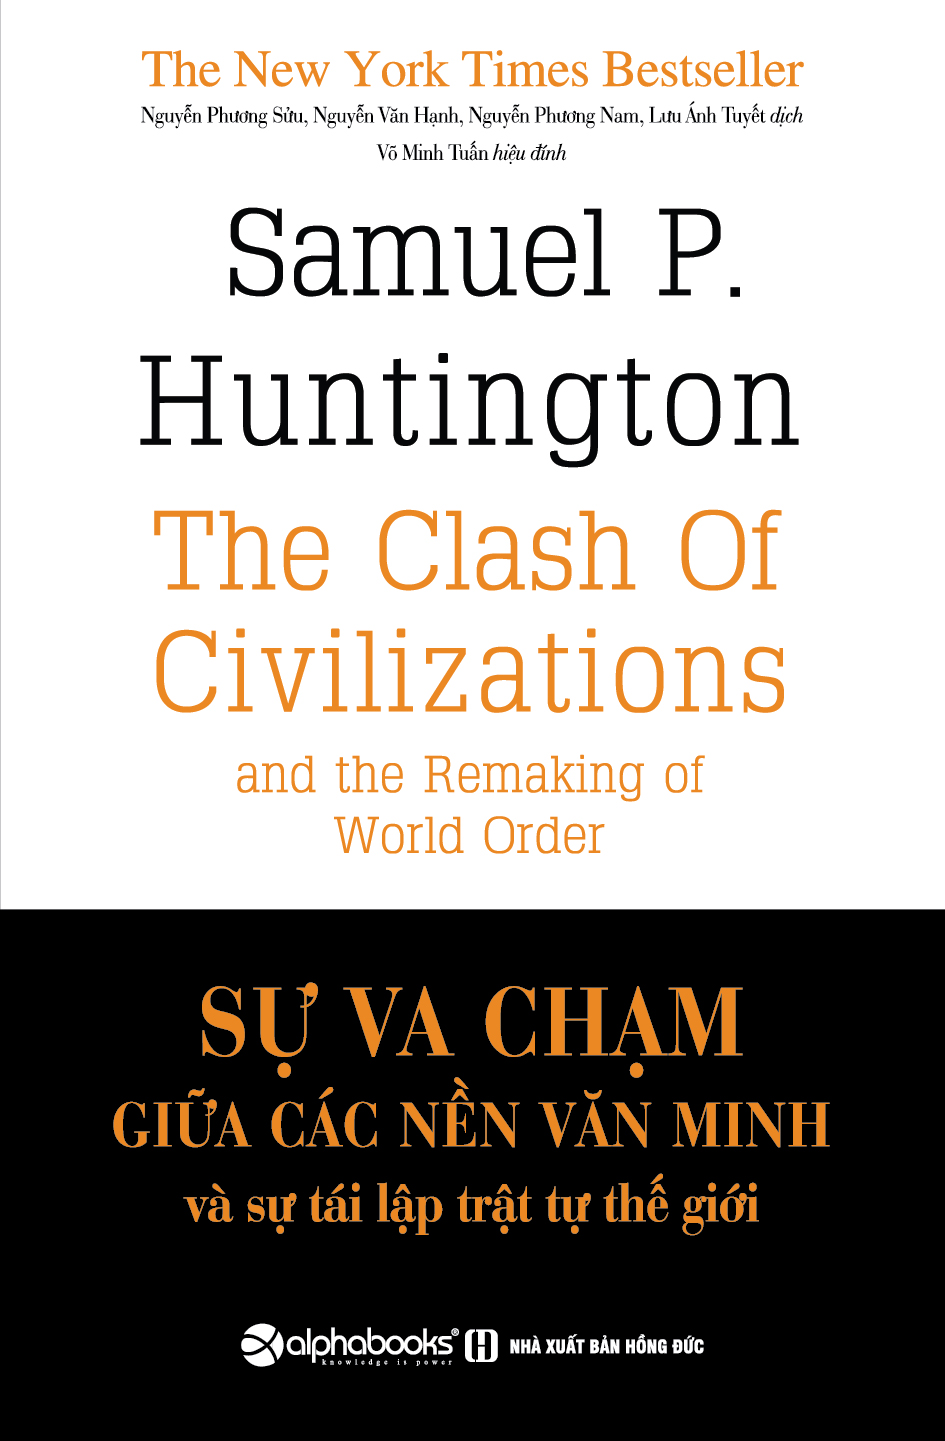 The New York Times Bestseller
Nguyễn Phương Sửu, Nguyễn Văn Hạnh, Nguyễn Phương Nam, Lưu Ánh Tuyết dịch
Võ Minh Tuấn hiệu đính
Samuel P.
Huntington
The Clash Of
Civilizations
and the Remaking of
World Order
SỰ VA CHẠM
GIỮA CÁC NỀN VĂN MINH
và sự tái lập trật tự thế giới
alphabooks®
knowledge is power
H NHÀ XUẤT BẢN HỒNG ĐỨC